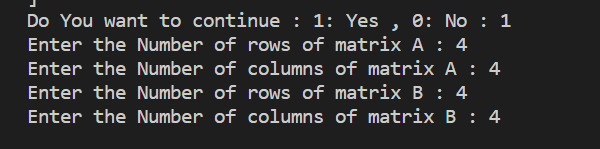 ]
Do You want to continue : 1: Yes , 0: No : 1
Enter the Number of rows of matrix A : 4
Enter the Number of columns of matrix A : 4
Enter the Number of rows of matrix B : 4
Enter the Number of columns of matrix B : 4